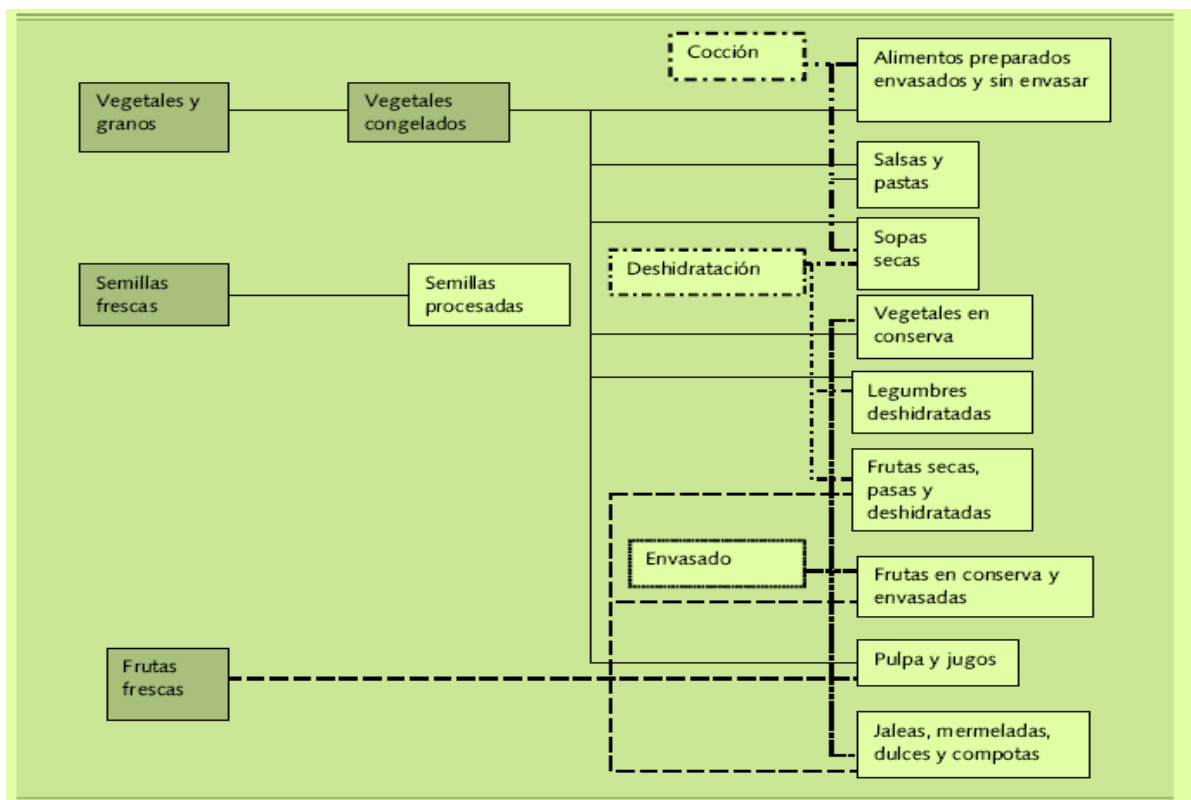 Cocción
Alimentos preparados
envasados y sin envasar
Vegetales y
granos
Vegetales
congelados
Salsas y
pastas
Sopas
secas
Deshidratación
Semillas
frescas
Semillas
procesadas
Vegetales en
conserva
Legumbres
deshidratadas
Frutas secas,
pasas y
deshidratadas
Envasado
Frutas en conserva y
envasadas
Frutas
frescas
Pulpa y jugos
Jaleas, mermeladas,
dulces y compotas